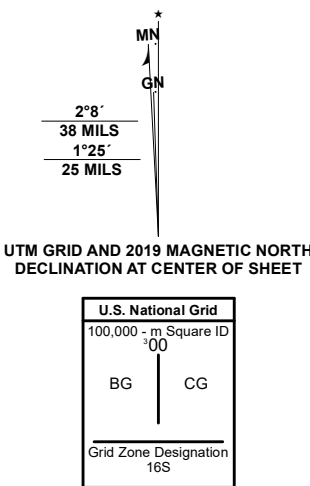 ★
MN
GN
2°8´
38 MILS
1°25´
25 MILS
UTM GRID AND 2019 MAGNETIC NORTH
DECLINATION AT CENTER OF SHEET
U.S. National Grid
100,000 - m Square ID
³00
BG CG
Grid Zone Designation
16S